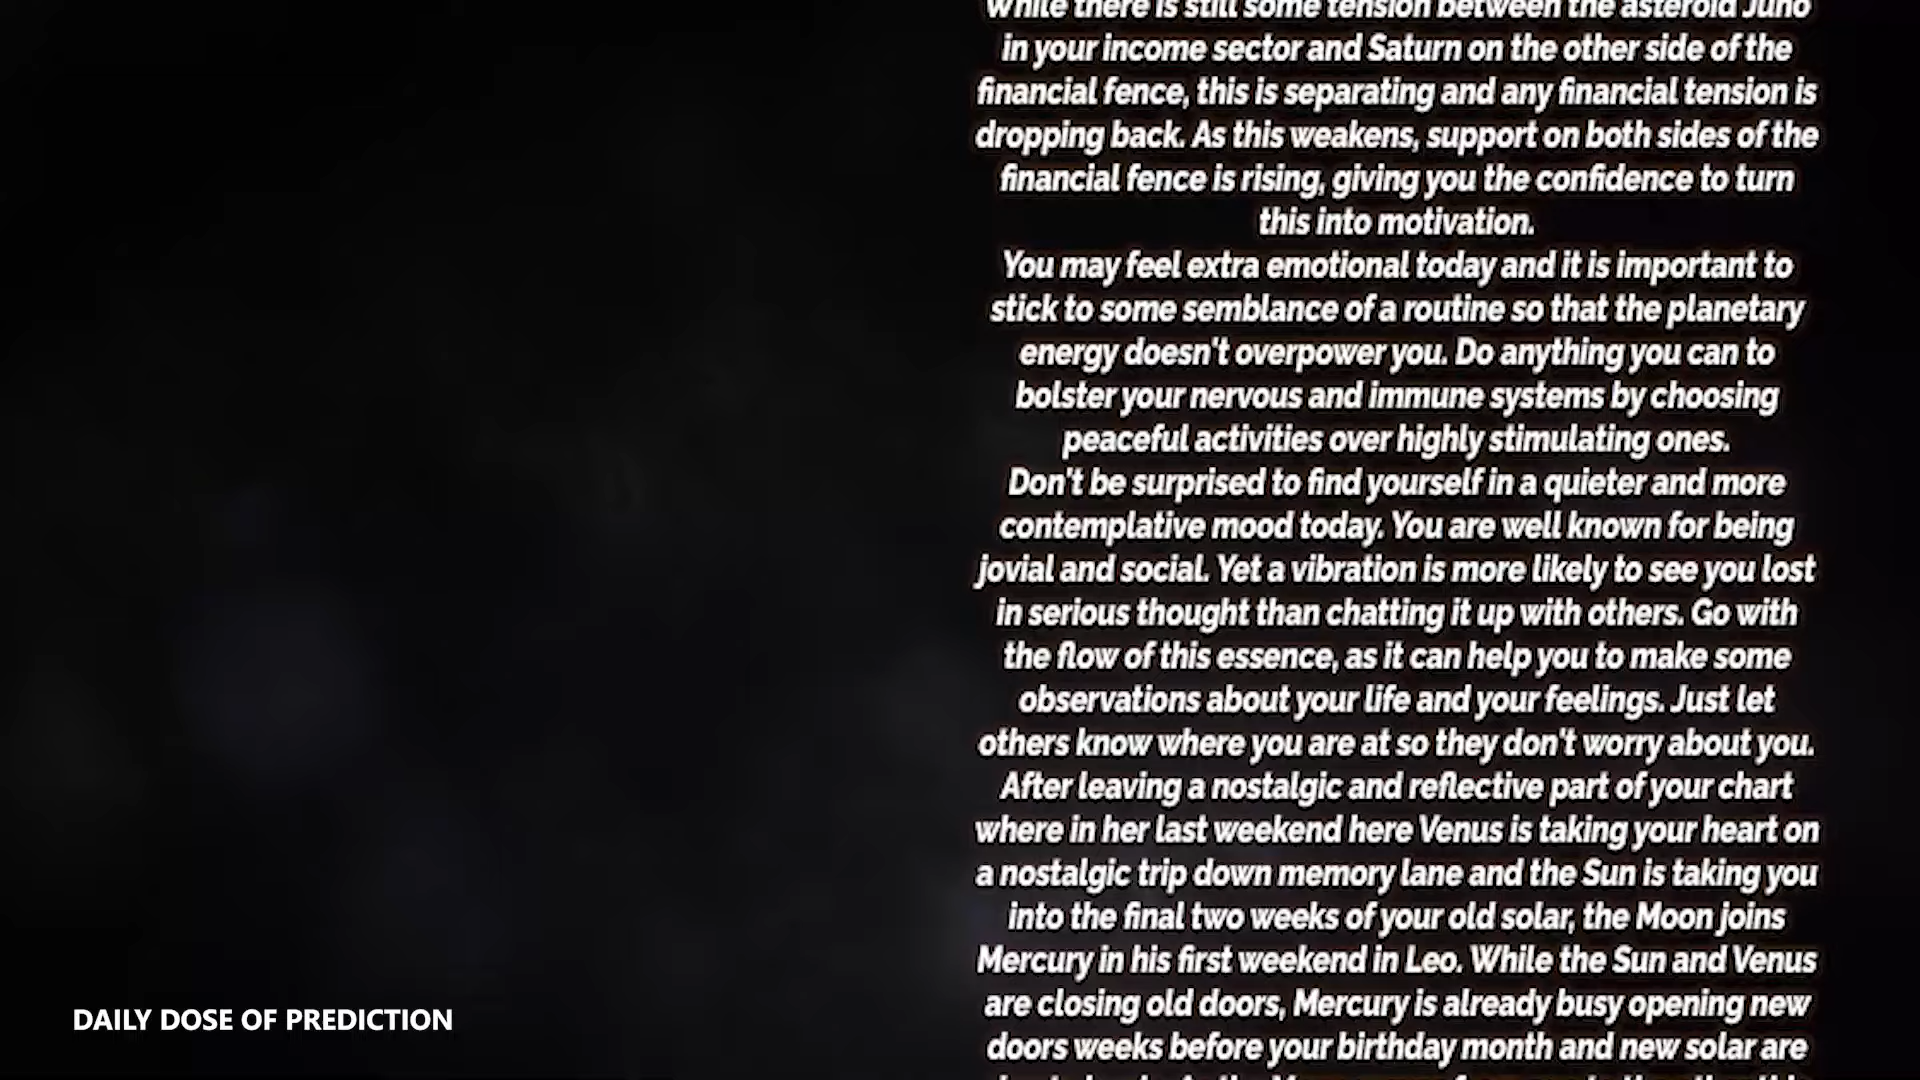 While there is still some tension between the asteroid Juno
in your income sector and Saturn on the other side of the
financial fence, this is separating and any financial tension is
dropping back. As this weakens, support on both sides of the
financial fence is rising, giving you the confidence to turn
this into motivation.
You may feel extra emotional today and it is important to
stick to some semblance of a routine so that the planetary
energy doesn't overpower you. Do anything you can to
bolster your nervous and immune systems by choosing
peaceful activities over highly stimulating ones.
Don't be surprised to find yourself in a quieter and more
contemplative mood today. You are well known for being
jovial and social. Yet a vibration is more likely to see you lost
in serious thought than chatting it up with others. Go with
the flow of this essence, as it can help you to make some
observations about your life and your feelings. Just let
others know where you are at so they don't worry about you.
After leaving a nostalgic and reflective part of your chart
where in her last weekend here Venus is taking your heart on
a nostalgic trip down memory lane and the Sun is taking you
into the final two weeks of your old solar, the Moon joins
Mercury in his first weekend in Leo. While the Sun and Venus
are closing old doors, Mercury is already busy opening new
doors weeks before your birthday month and new solar are
DAILY DOSE OF PREDICTION